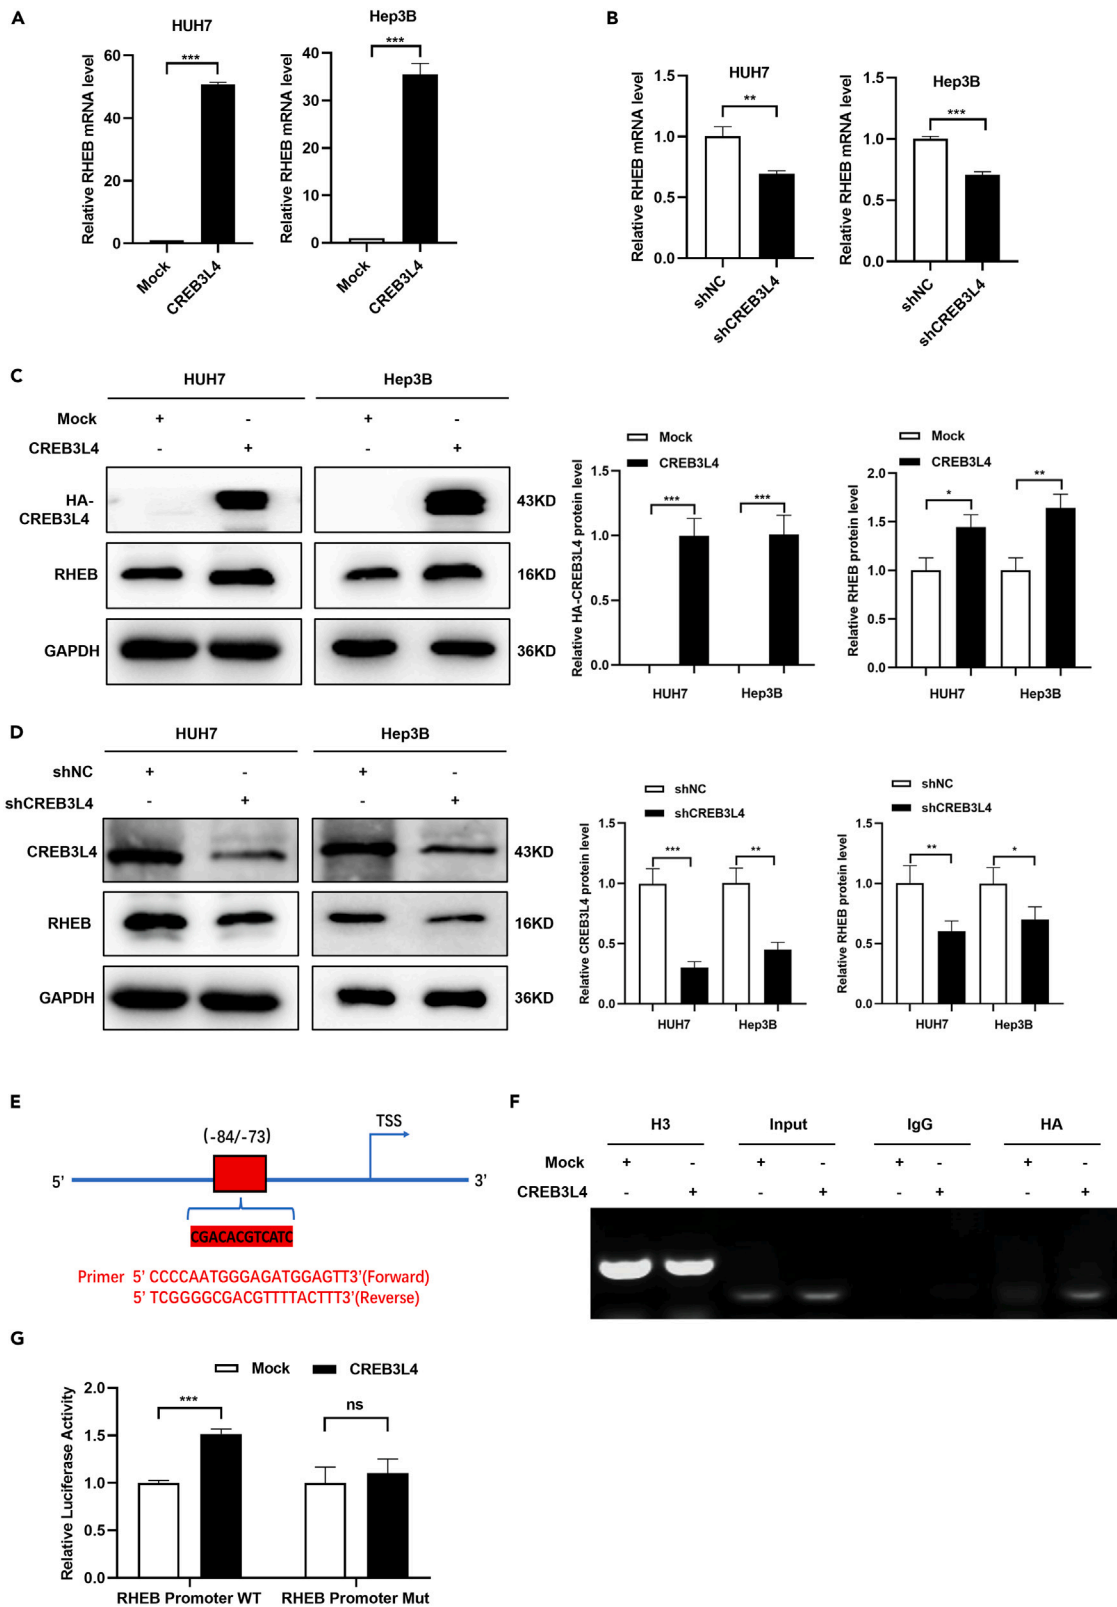 A
HUH7
***
Relative RHEB mRNA level
60
40
20
0
Mock
CREB3L4
Hep3B
***
Relative RHEB mRNA level
40
30
20
10
0
Mock
CREB3L4
B
HUH7
**
Relative RHEB mRNA level
1.5
1.0
0.5
1.0
shNC
shCREB3L4
Hep3B
***
Relative RHEB mRNA level
1.5
1.0
0.5
0.0
shNC
shCREB3L4
C
HUH7 Hep3B
Mock + - + -
CREB3L4 - + - +
HA-
CREB3L4
43KD
RHEB 16KD
GAPDH 36KD
Mock
CREB3L4
Relative HA-CREB3L4 protein level
1.5
1.0
0.5
0.0
*** ***
HUH7 Hep3B
Mock
CREB3L4
Relative RHEB protein level
2.0
1.5
1.0
0.5
0.0
* **
HUH7 Hep3B
D
HUH7 Hep3B
shNC + - + -
shCREB3L4 - + - +
CREB3L4 43KD
RHEB 16KD
GAPDH 36KD
shNC
shCREB3L4
Relative CREB3L4 protein level
1.5
1.0
0.5
0.0
*** **
HUH7 Hep3B
shNC
shCREB3L4
Relative RHEB protein level
1.5
1.0
0.5
0.0
** *
HUH7 Hep3B
E
(-84/-73)
TSS
5' 3'
CGACACGTCATC
Primer 5' CCCCAATGGGAGATGGAGTT3'(Forward)
5' TCGGGGCGACGTTTTACTTT3'(Reverse)
F
H3 Input IgG HA
Mock + - + - + - + -
CREB3L4 - + - + - + - +
G
Mock CREB3L4
Relative Luciferase Activity
2.0
1.5
1.0
0.5
0.0
*** ns
RHEB Promoter WT RHEB Promoter Mut